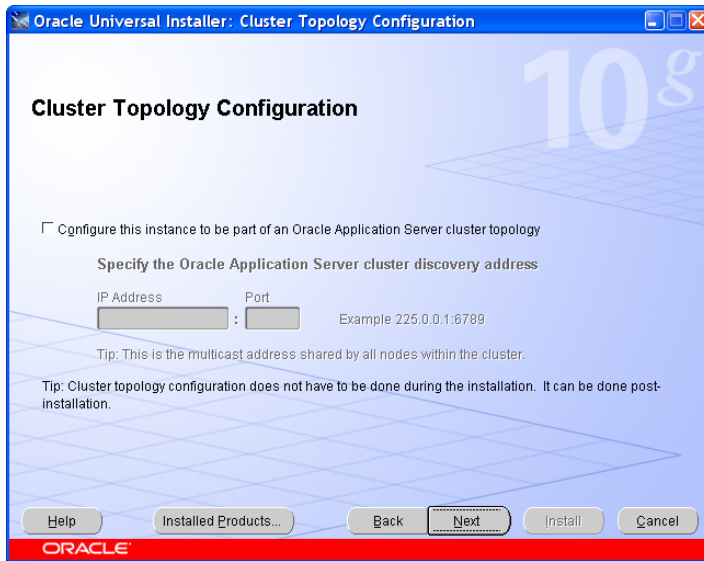 Oracle Universal Installer: Cluster Topology Configuration
10g
Cluster Topology Configuration
Configure this instance to be part of an Oracle Application Server cluster topology
Specify the Oracle Application Server cluster discovery address
IP Address Port
: Example 225.0.0.1:6789
Tip: This is the multicast address shared by all nodes within the cluster.
Tip: Cluster topology configuration does not have to be done during the installation. It can be done post-
installation.
Help Installed Products... Back Next Install Cancel
ORACLE